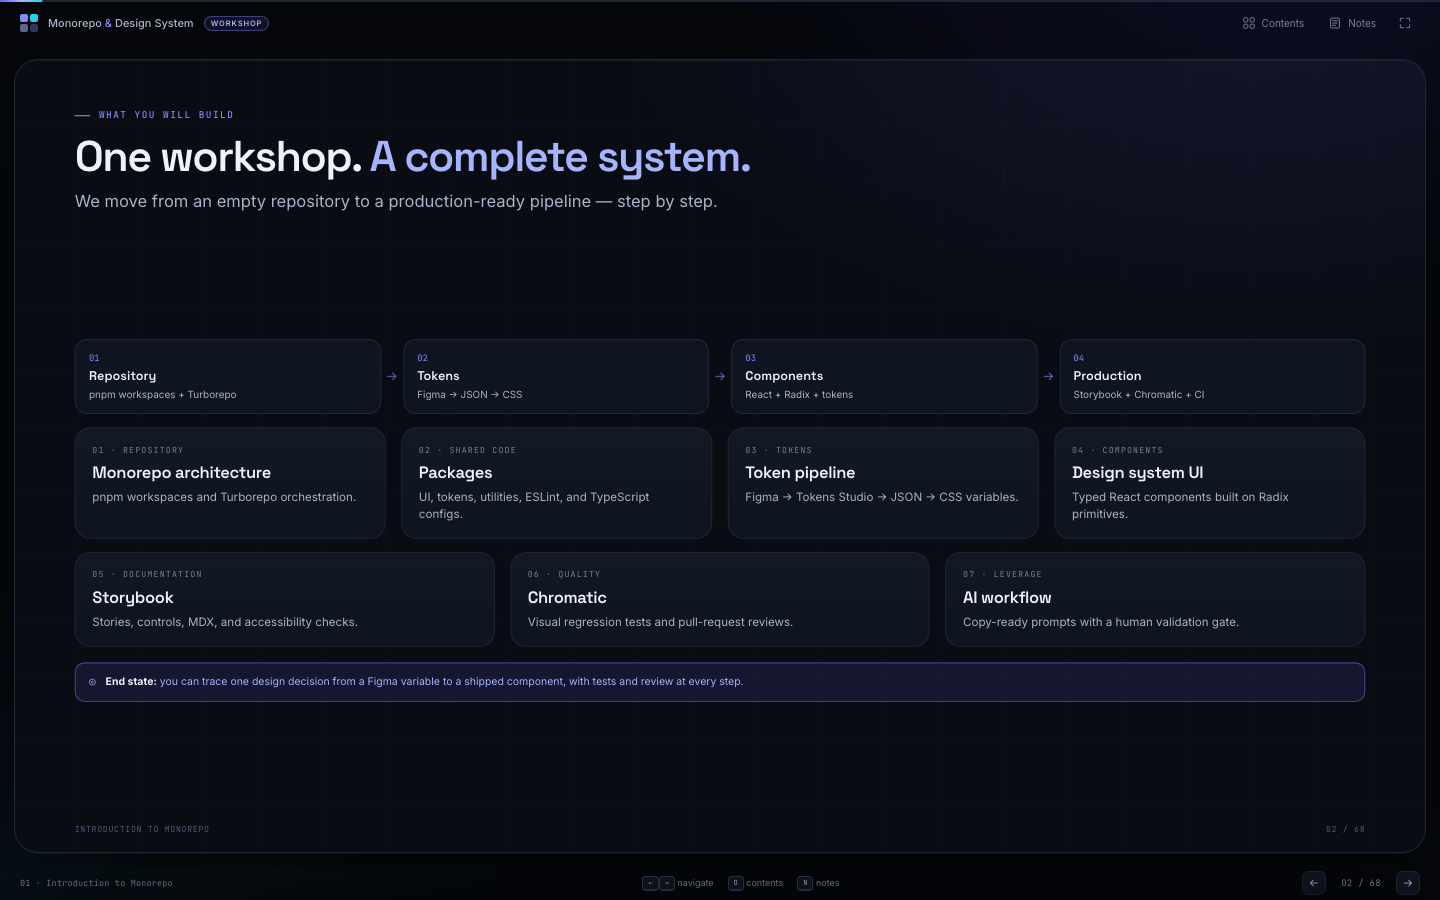 Monorepo & Design System WORKSHOP
Contents
Notes
WHAT YOU WILL BUILD
One workshop. A complete system.
We move from an empty repository to a production-ready pipeline — step by step.
01
Repository
pnpm workspaces + Turborepo
→
02
Tokens
Figma → JSON → CSS
→
03
Components
React + Radix + tokens
→
04
Production
Storybook + Chromatic + CI
01 · REPOSITORY
Monorepo architecture
pnpm workspaces and Turborepo orchestration.
02 · SHARED CODE
Packages
UI, tokens, utilities, ESLint, and TypeScript
configs.
03 · TOKENS
Token pipeline
Figma → Tokens Studio → JSON → CSS variables.
04 · COMPONENTS
Design system UI
Typed React components built on Radix
primitives.
05 · DOCUMENTATION
Storybook
Stories, controls, MDX, and accessibility checks.
06 · QUALITY
Chromatic
Visual regression tests and pull-request reviews.
07 · LEVERAGE
AI workflow
Copy-ready prompts with a human validation gate.
◎ End state: you can trace one design decision from a Figma variable to a shipped component, with tests and review at every step.
INTRODUCTION TO MONOREPO
02 / 68
01 · Introduction to Monorepo
← → navigate
O contents
N notes
← 02 / 68 →